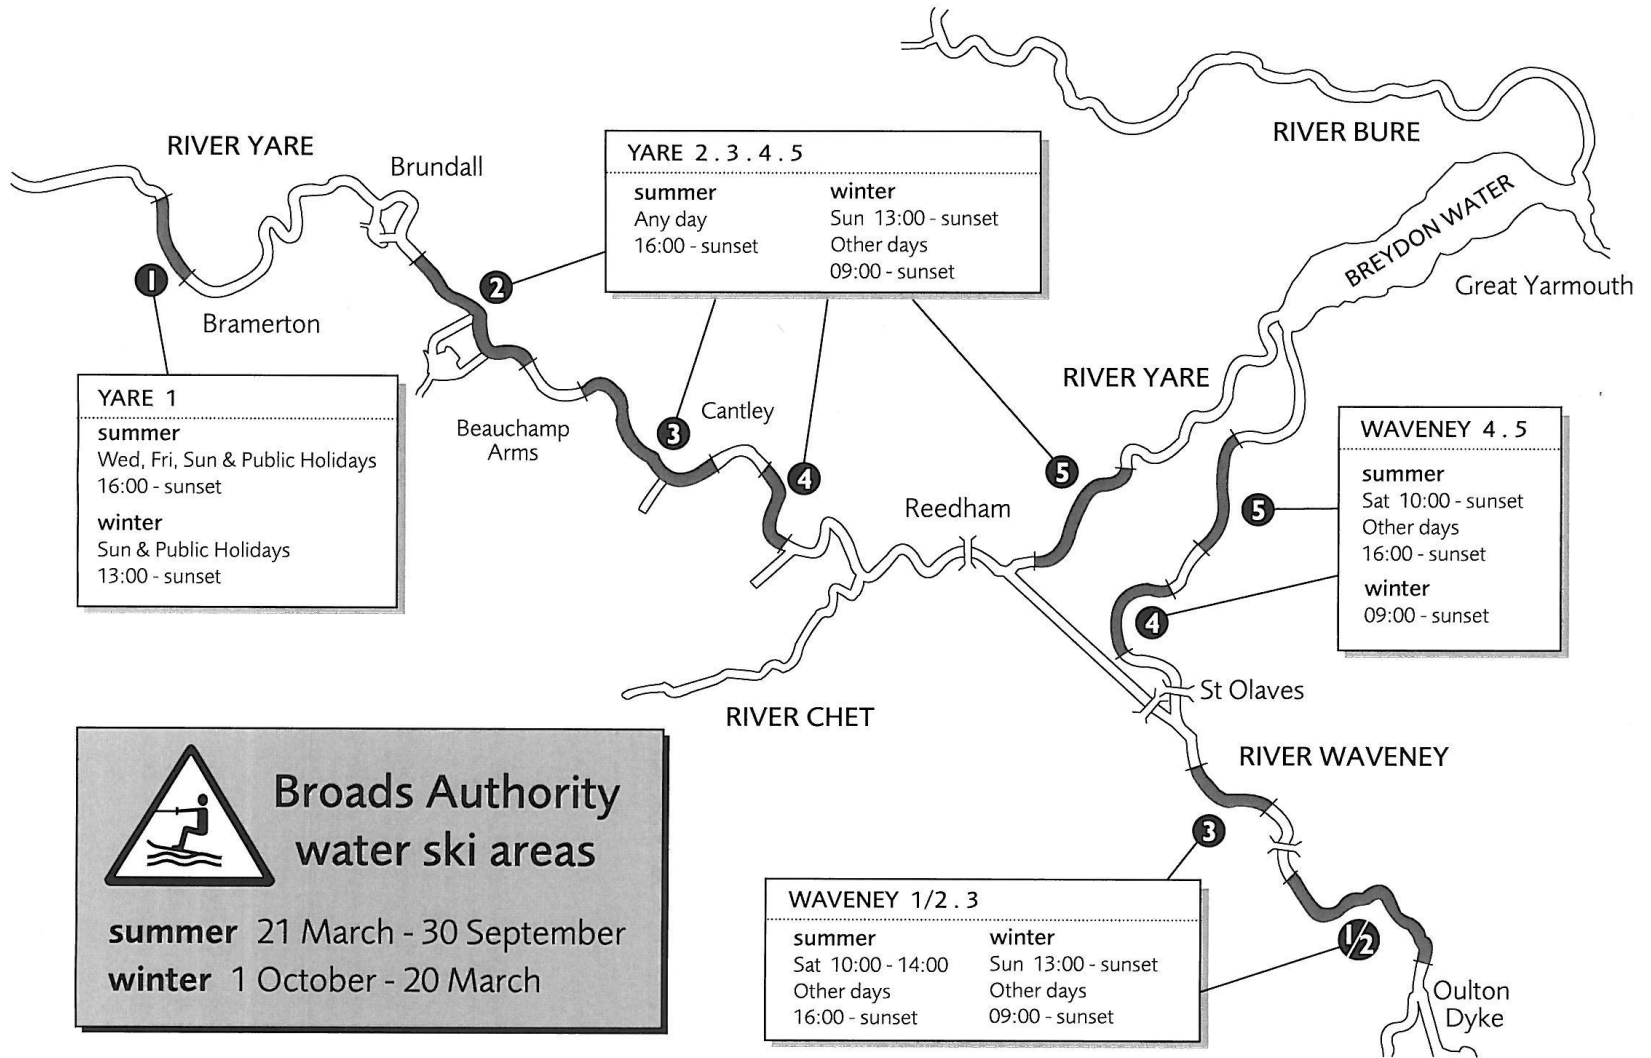 RIVER YARE
Brundall
1
Bramerton
YARE 1
summer
Wed, Fri, Sun & Public Holidays
16:00 - sunset
winter
Sun & Public Holidays
13:00 - sunset
YARE 2 . 3 . 4 . 5
summer
Any day
16:00 - sunset
winter
Sun 13:00 - sunset
Other days
09:00 - sunset
2
Beauchamp
Arms
3
Cantley
4
Reedham
5
RIVER YARE
RIVER BURE
BREYDON WATER
Great Yarmouth
WAVENEY 4 . 5
summer
Sat 10:00 - sunset
Other days
16:00 - sunset
winter
09:00 - sunset
5
4
St Olaves
RIVER CHET
RIVER WAVENEY
3
WAVENEY 1/2 . 3
summer
Sat 10:00 - 14:00
Other days
16:00 - sunset
winter
Sun 13:00 - sunset
Other days
09:00 - sunset
1/2
Oulton
Dyke
Broads Authority
water ski areas
summer 21 March - 30 September
winter 1 October - 20 March